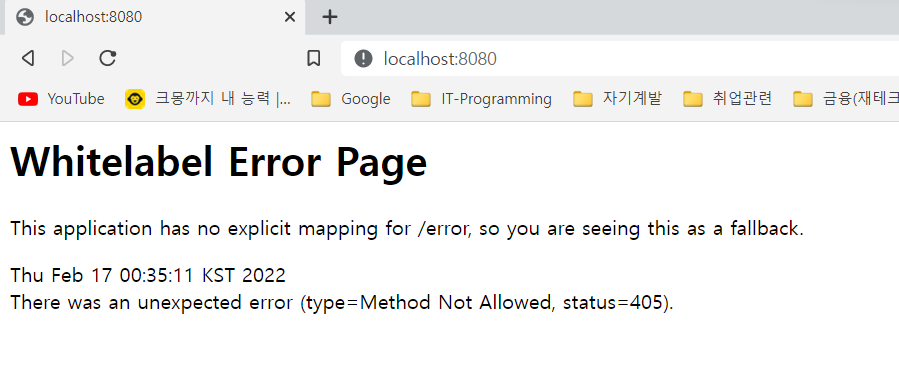 localhost:8080
localhost:8080
YouTube 크몽까지 내 능력 |... Google IT-Programming 자기계발 취업관련 금융(재테크
Whitelabel Error Page
This application has no explicit mapping for /error, so you are seeing this as a fallback.
Thu Feb 17 00:35:11 KST 2022
There was an unexpected error (type=Method Not Allowed, status=405).